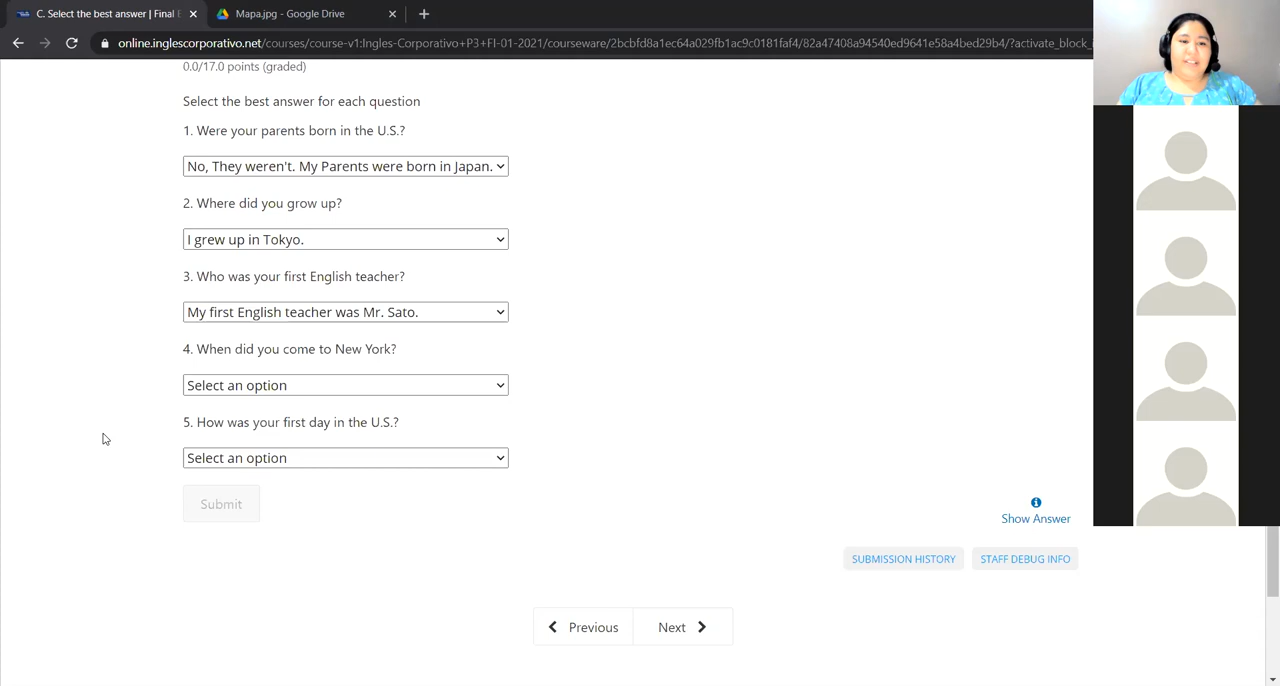 C. Select the best answer | Final E
Mapa.jpg - Google Drive
online.inglescorporativo.net/courses/course-v1:Ingles-Corporativo+P3+FI-01-2021/courseware/2bcbfd8a1ec64a029fb1ac9c0181faf4/82a47408a94540ed9641e58a4bed29b4/?activate_block_i
0.0/17.0 points (graded)
Select the best answer for each question
1. Were your parents born in the U.S.?
No, They weren't. My Parents were born in Japan.
2. Where did you grow up?
I grew up in Tokyo.
3. Who was your first English teacher?
My first English teacher was Mr. Sato.
4. When did you come to New York?
Select an option
5. How was your first day in the U.S.?
Select an option
Submit
Show Answer
SUBMISSION HISTORY
STAFF DEBUG INFO
Previous
Next